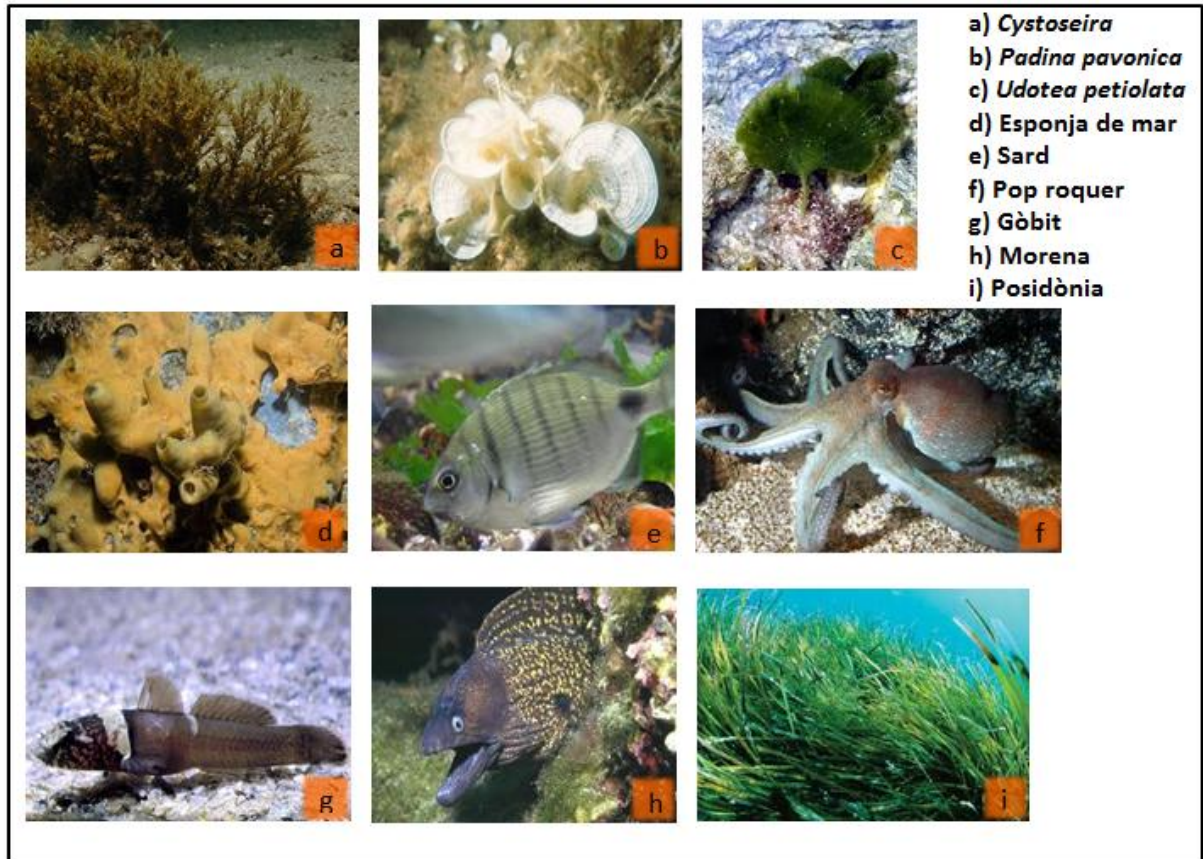 a) Cystoseira
b) Padina pavonica
c) Udotea petiolata
d) Esponja de mar
e) Sard
f) Pop roquer
g) Gòbit
h) Morena
i) Posidònia
a
b
c
d
e
f
g
h
i